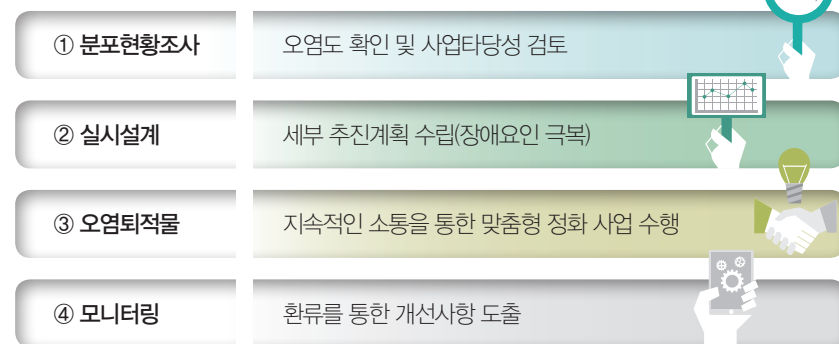 ① 분포현황조사 오염도 확인 및 사업타당성 검토
② 실시설계 세부 추진계획 수립(장애요인 극복)
③ 오염퇴적물 지속적인 소통을 통한 맞춤형 정화 사업 수행
④ 모니터링 환류를 통한 개선사항 도출